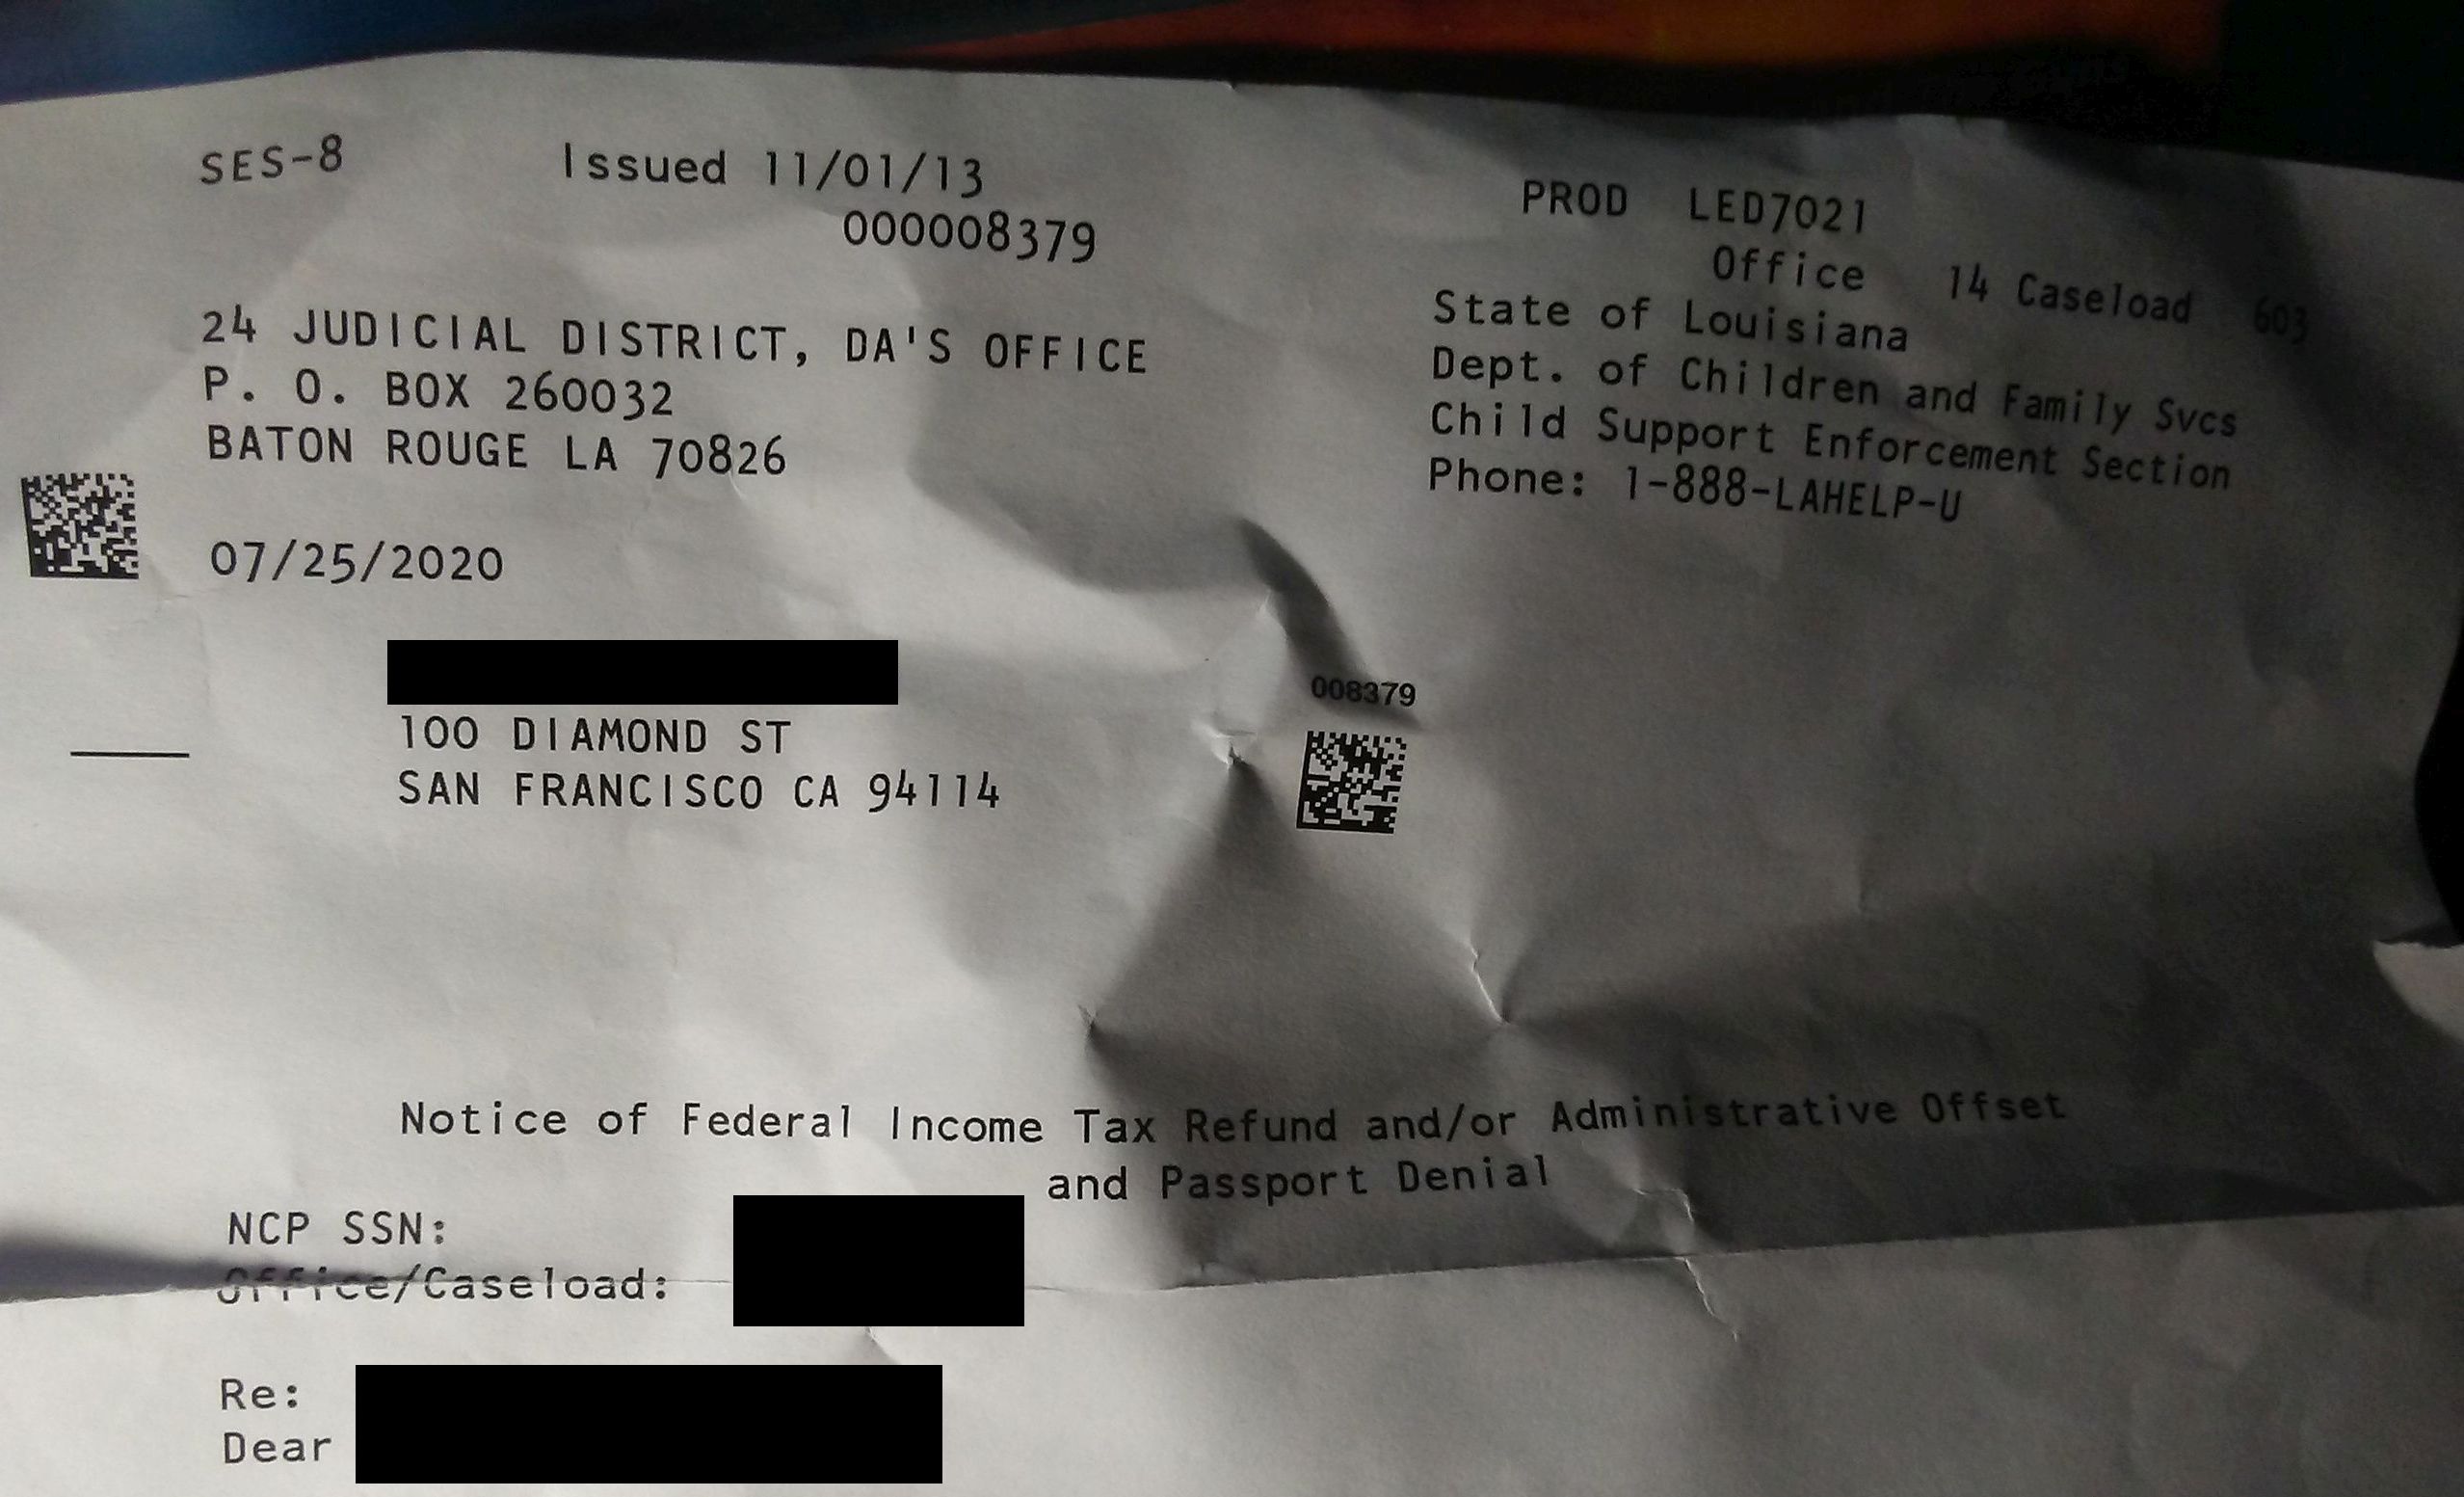 SES-8 Issued 11/01/13
000008379
PROD LED7021
Office 14 Caseload 603
24 JUDICIAL DISTRICT, DA'S OFFICE
P. O. BOX 260032
BATON ROUGE LA 70826
State of Louisiana
Dept. of Children and Family Svcs
Child Support Enforcement Section
Phone: 1-888-LAHELP-U
07/25/2020
008379
100 DIAMOND ST
SAN FRANCISCO CA 94114
Notice of Federal Income Tax Refund and/or Administrative Offset
and Passport Denial
NCP SSN:
Office/Caseload:
Re:
Dear